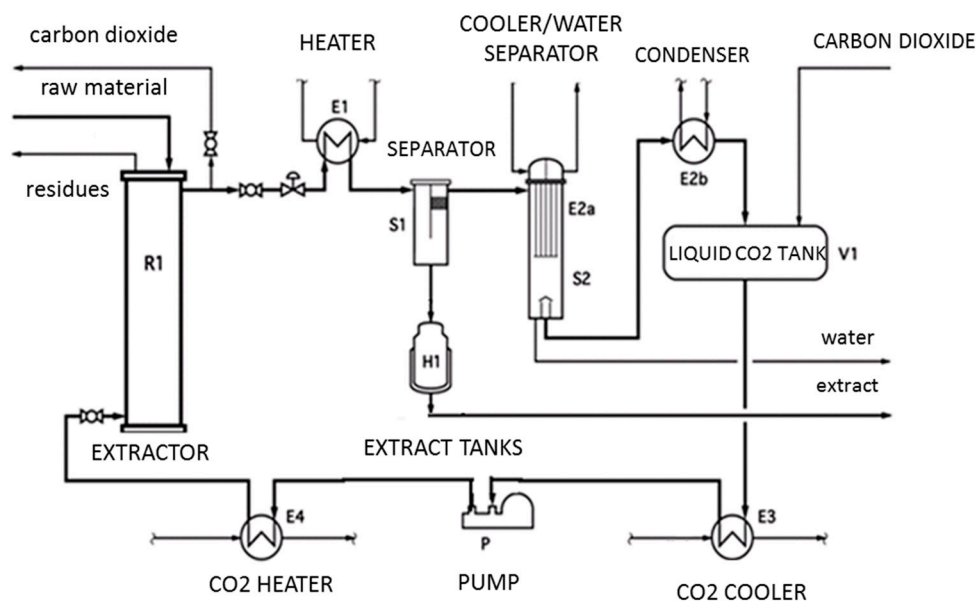 COOLER/WATER
SEPARATOR
carbon dioxide
HEATER
CONDENSER
CARBON DIOXIDE
raw material
E1
SEPARATOR
residues
E2b
S1
E2a
R1
LIQUID CO2 TANK
V1
S2
water
H1
extract
EXTRACTOR
EXTRACT TANKS
E4
E3
P
CO2 HEATER
PUMP
CO2 COOLER